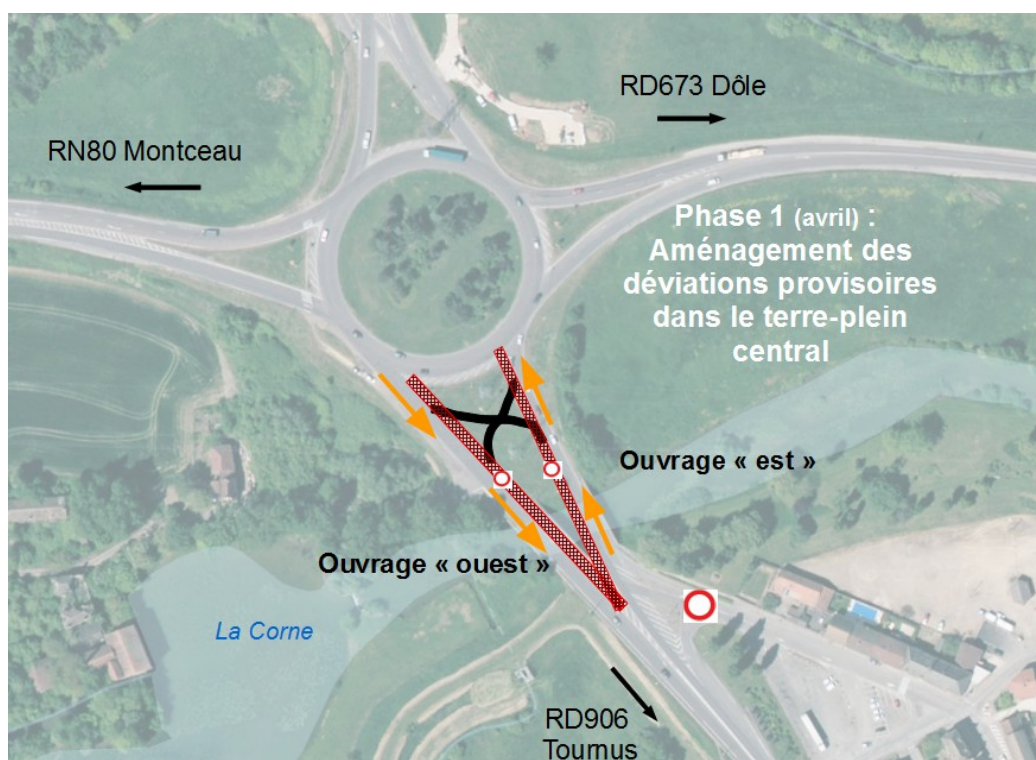 RD673 Dôle
RN80 Montceau
Phase 1 (avril) :
Aménagement des
déviations provisoires
dans le terre-plein
central
Ouvrage « est »
Ouvrage « ouest »
La Corne
RD906
Tournus